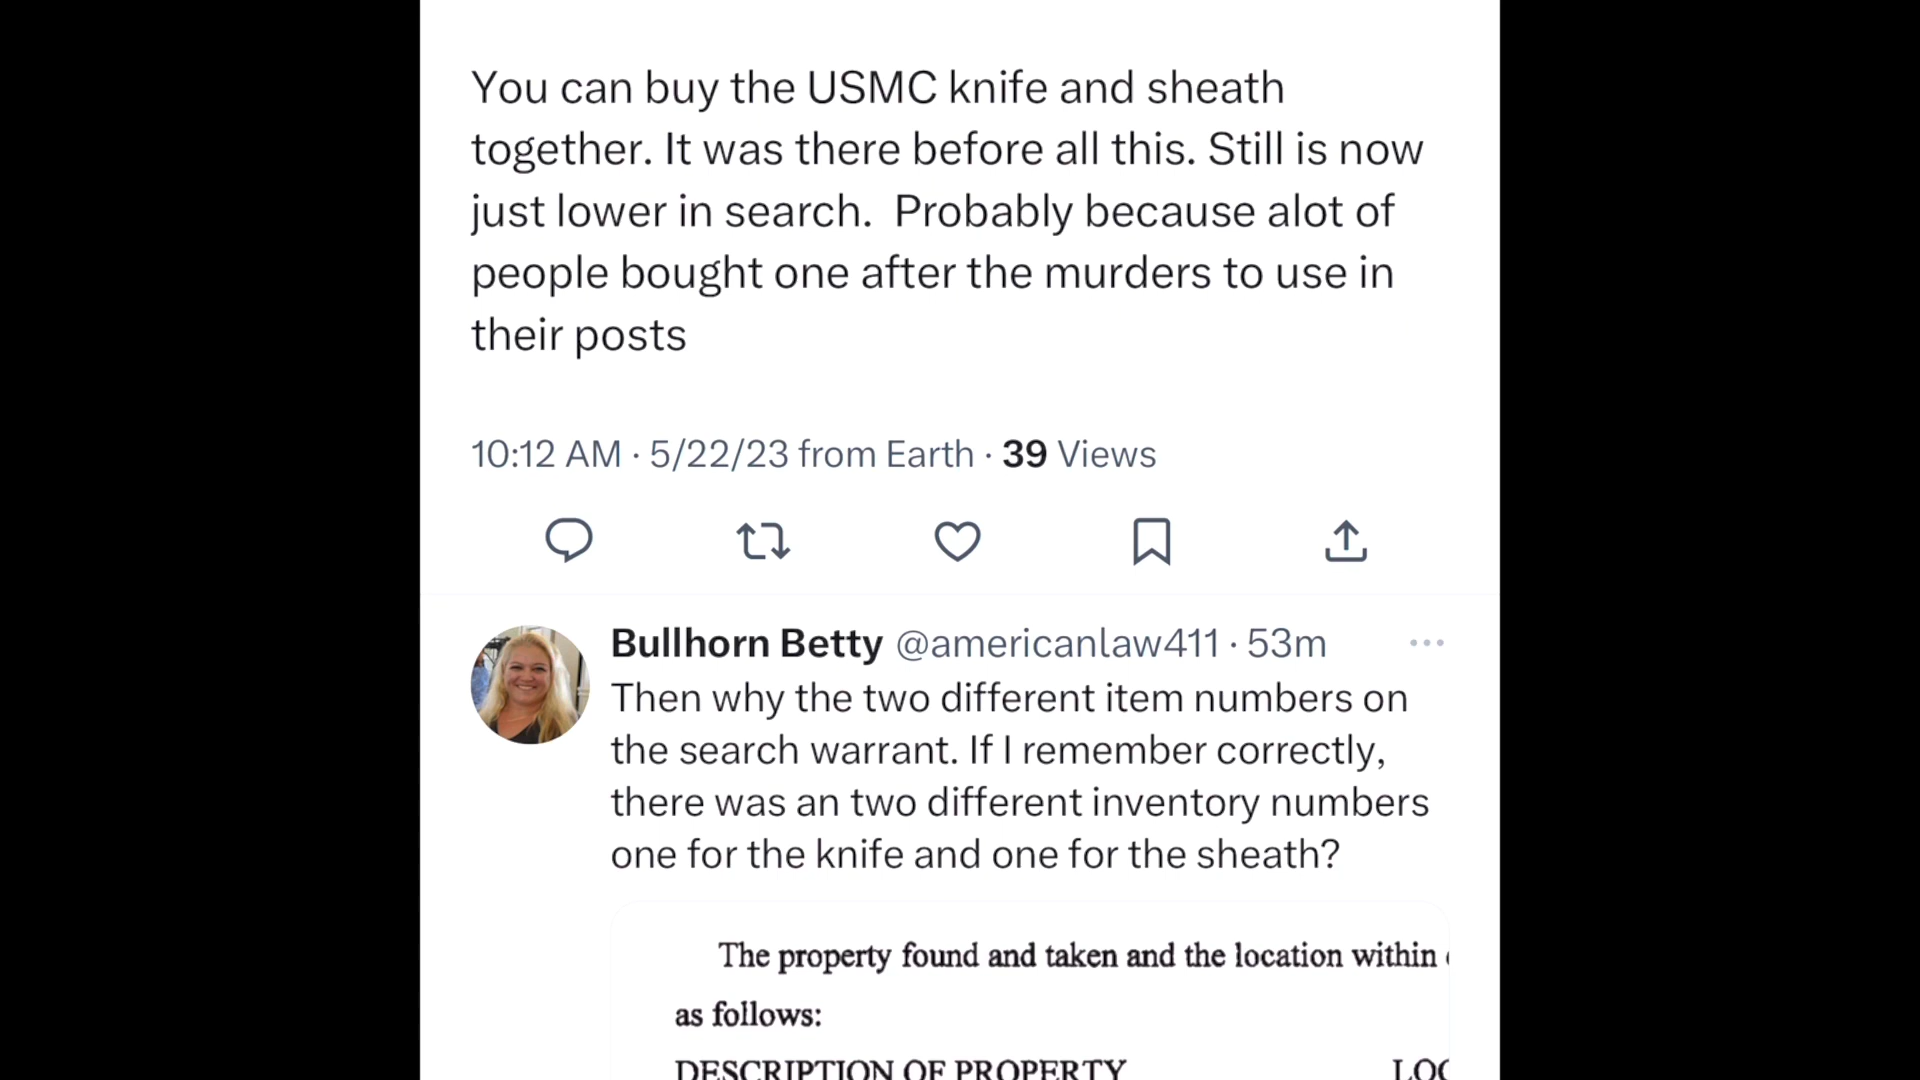 You can buy the USMC knife and sheath
together. It was there before all this. Still is now
just lower in search.  Probably because alot of
people bought one after the murders to use in
their posts
10:12 AM · 5/22/23 from Earth · 39 Views
Bullhorn Betty @americanlaw411 · 53m
Then why the two different item numbers on
the search warrant. If I remember correctly,
there was an two different inventory numbers
one for the knife and one for the sheath?
The property found and taken and the location within
as follows:
DESCRIPTION OF PROPERTY